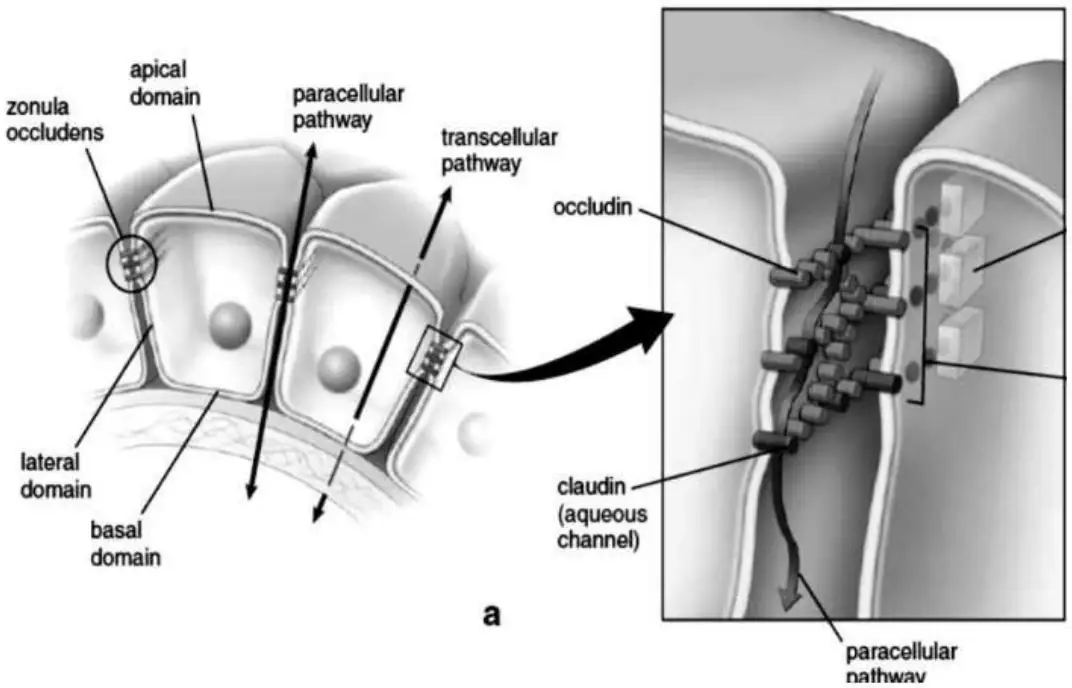 apical
domain
zonula
occludens
paracellular
pathway
transcellular
pathway
occludin
lateral
domain
basal
domain
claudin
(aqueous
channel)
a
paracellular
pathway